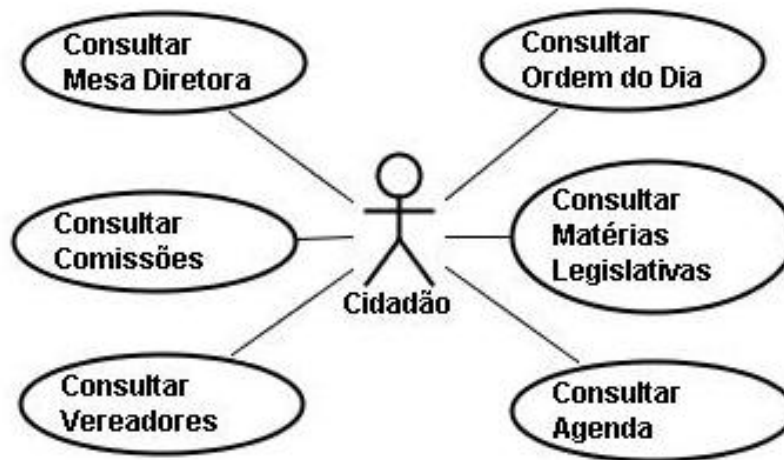 Consultar
Mesa Diretora
Consultar
Ordem do Dia
Consultar
Comissões
Consultar
Matérias
Legislativas
Cidadão
Consultar
Vereadores
Consultar
Agenda